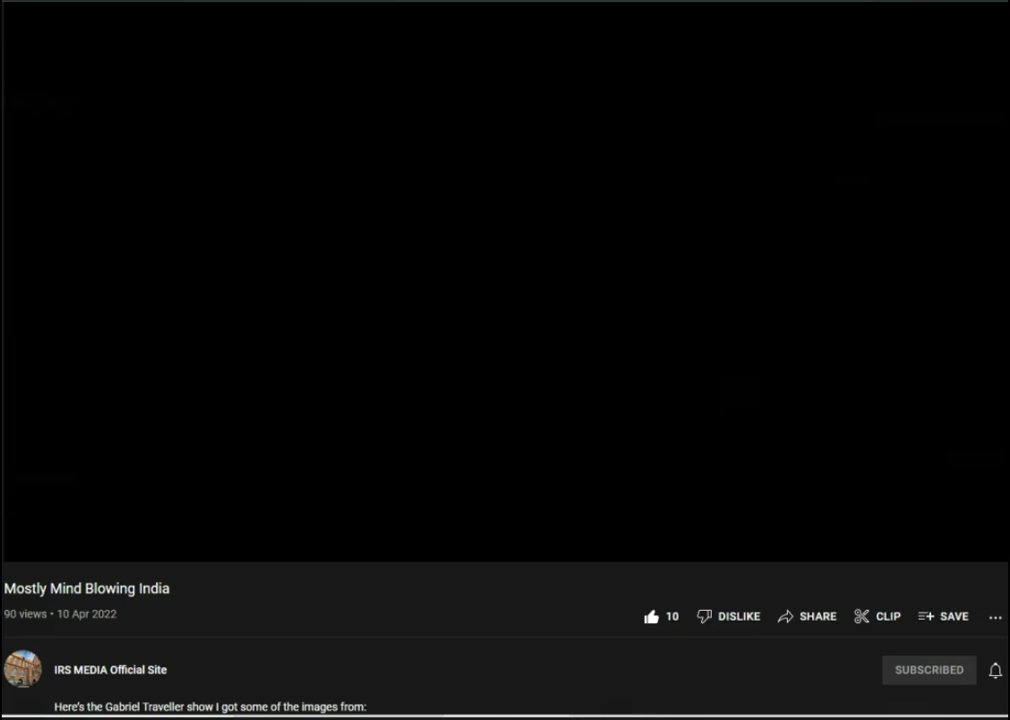 Mostly Mind Blowing India
90 views • 10 Apr 2022
10 DISLIKE SHARE CLIP SAVE ...
IRS MEDIA Official Site
SUBSCRIBED
Here's the Gabriel Traveller show I got some of the images from: